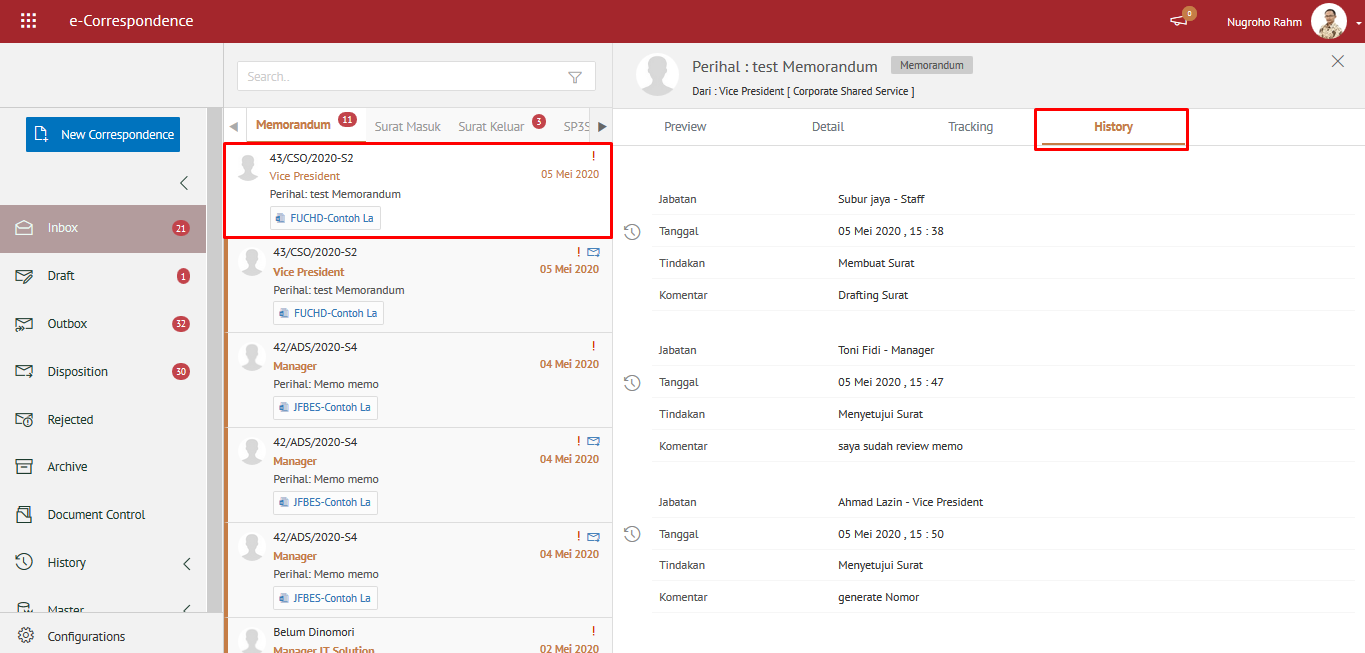 e-Correspondence
0
Nugroho Rahm
New Correspondence
Inbox 21
Draft 1
Outbox 32
Disposition 30
Rejected
Archive
Document Control
History
Master
Configurations
Search..
Memorandum 11 Surat Masuk Surat Keluar 3 SP3S
43/CSO/2020-S2 !
Vice President 05 Mei 2020
Perihal: test Memorandum
FUCHD-Contoh La
43/CSO/2020-S2 !
Vice President 05 Mei 2020
Perihal: test Memorandum
FUCHD-Contoh La
42/ADS/2020-S4 !
Manager 04 Mei 2020
Perihal: Memo memo
JFBES-Contoh La
42/ADS/2020-S4 !
Manager 04 Mei 2020
Perihal: Memo memo
JFBES-Contoh La
42/ADS/2020-S4 !
Manager 04 Mei 2020
Perihal: Memo memo
JFBES-Contoh La
Belum Dinomori !
Manager IT Solution 02 Mei 2020
Perihal : test Memorandum Memorandum
Dari : Vice President [ Corporate Shared Service ]
Preview Detail Tracking History
Jabatan Subur jaya - Staff
Tanggal 05 Mei 2020 , 15 : 38
Tindakan Membuat Surat
Komentar Drafting Surat
Jabatan Toni Fidi - Manager
Tanggal 05 Mei 2020 , 15 : 47
Tindakan Menyetujui Surat
Komentar saya sudah review memo
Jabatan Ahmad Lazin - Vice President
Tanggal 05 Mei 2020 , 15 : 50
Tindakan Menyetujui Surat
Komentar generate Nomor